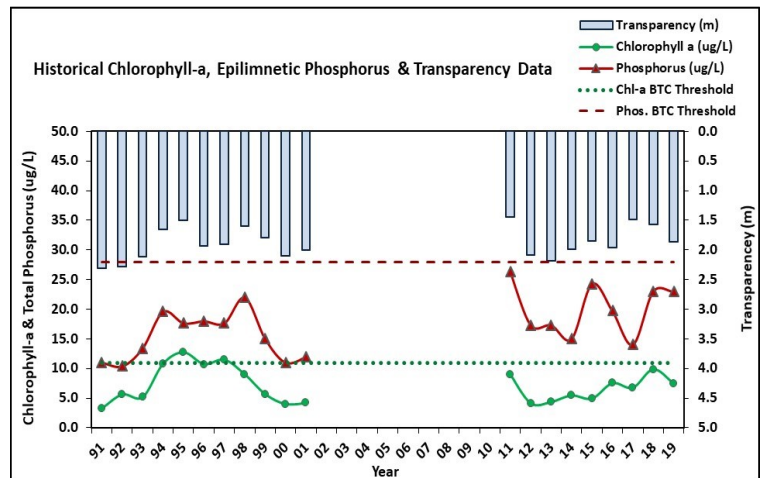 Transparency (m)
Chlorophyll a (ug/L)
Phosphorus (ug/L)
Chl-a BTC Threshold
Phos. BTC Threshold
Historical Chlorophyll-a, Epilimnetic Phosphorus & Transparency Data
Chlorophyll-a & Total Phosphorus (ug/L)
50.0
45.0
40.0
35.0
30.0
25.0
20.0
15.0
10.0
5.0
0.0
0.0
0.5
1.0
1.5
2.0
2.5
3.0
3.5
4.0
4.5
5.0
Transparencey (m)
91 92 93 94 95 96 97 98 99 00 01 02 03 04 05 06 07 08 09 10 11 12 13 14 15 16 17 18 19
Year